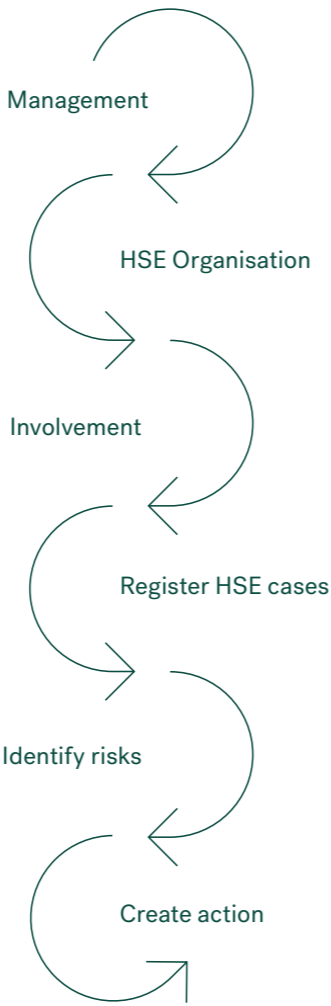 Management
HSE Organisation
Involvement
Register HSE cases
Identify risks
Create action